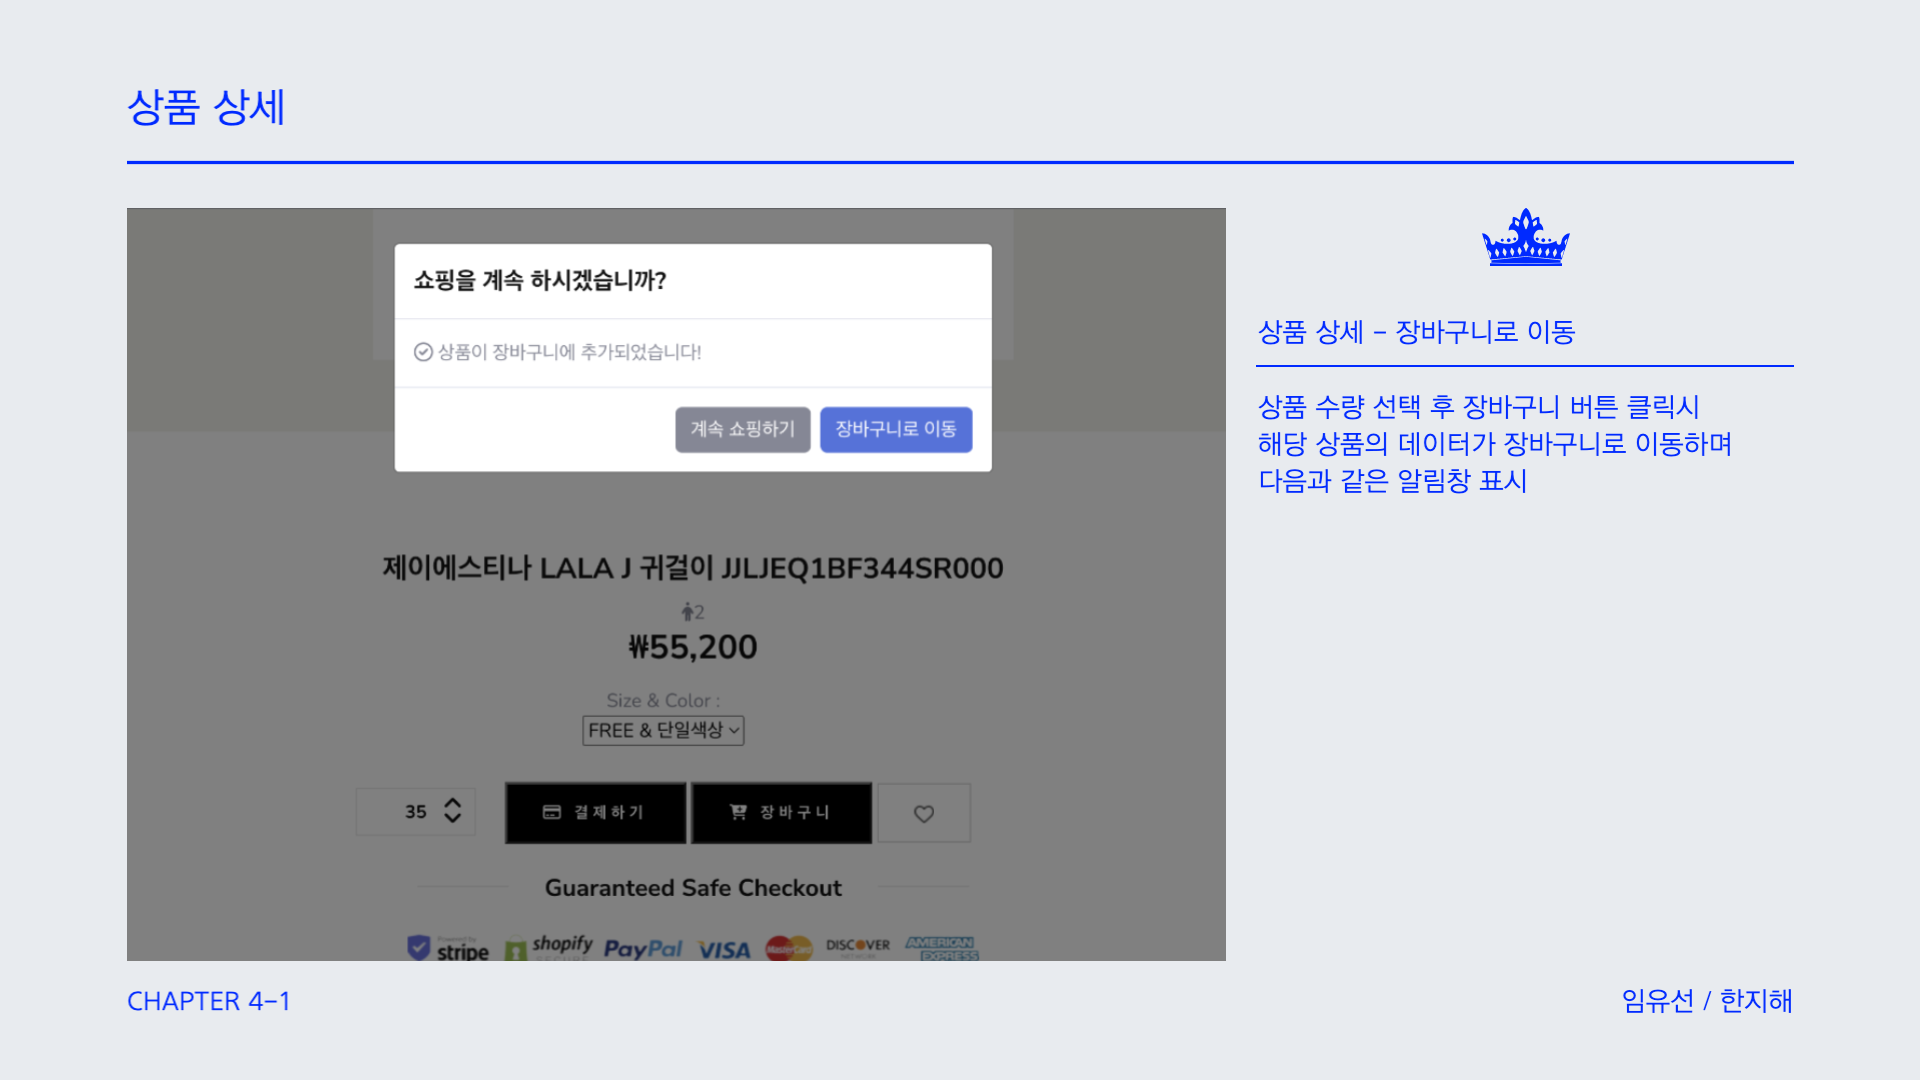 상품 상세
쇼핑을 계속 하시겠습니까?
상품이 장바구니에 추가되었습니다!
계속 쇼핑하기
장바구니로 이동
제이에스티나 LALA J 귀걸이 JJLJEQ1BF344SR000
2
₩55,200
Size & Color :
FREE & 단일색상
35
결제하기
장바구니
Guaranteed Safe Checkout
Powered by
stripe
shopify
SECURE
PayPal
VISA
MasterCard
DISCOVER
NETWORK
AMERICAN
EXPRESS
상품 상세 – 장바구니로 이동
상품 수량 선택 후 장바구니 버튼 클릭시
해당 상품의 데이터가 장바구니로 이동하며
다음과 같은 알림창 표시
CHAPTER 4–1
임유선 / 한지해